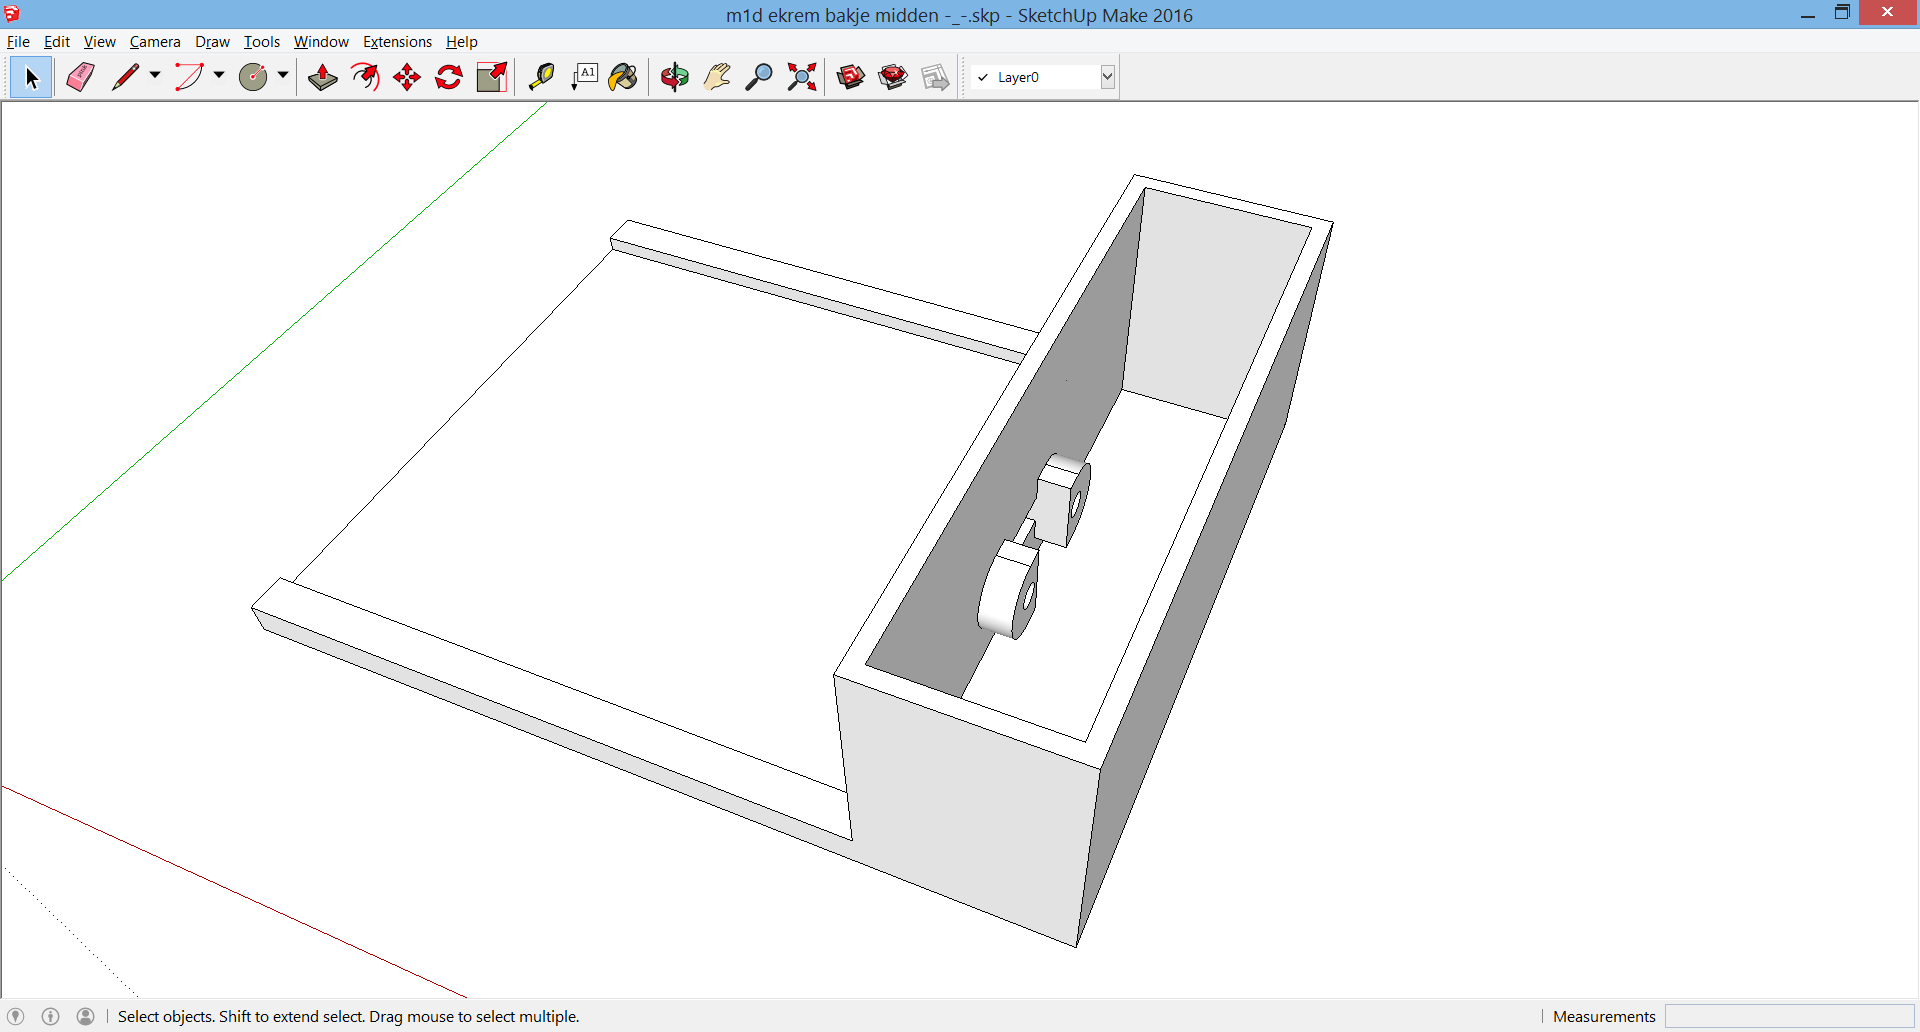 m1d ekrem bakje midden -_-.skp - SketchUp Make 2016
File Edit View Camera Draw Tools Window Extensions Help
A1
Layer0
Select objects. Shift to extend select. Drag mouse to select multiple.
Measurements